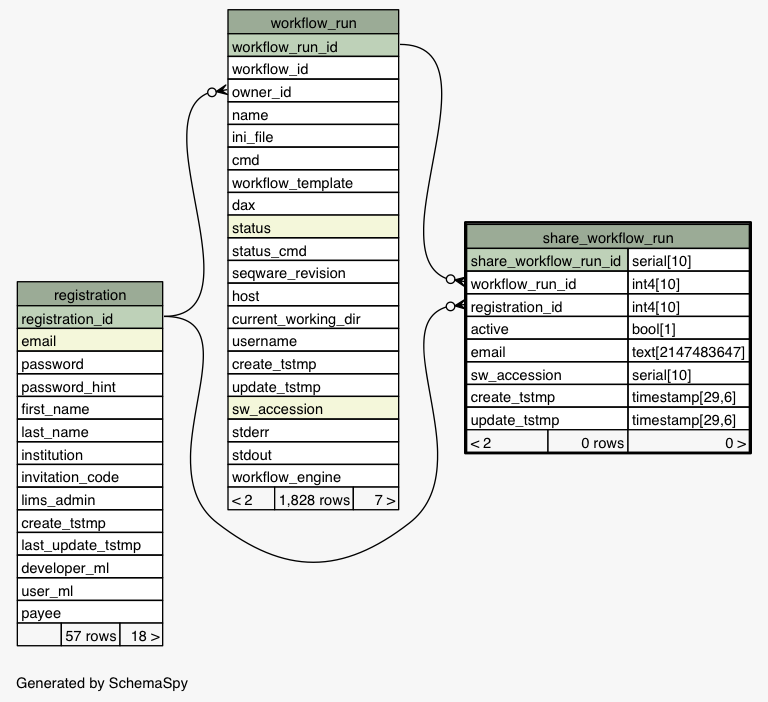 workflow_run
workflow_run_id
workflow_id
owner_id
name
ini_file
cmd
workflow_template
dax
status
status_cmd
seqware_revision
host
current_working_dir
username
create_tstmp
update_tstmp
sw_accession
stderr
stdout
workflow_engine
< 2 1,828 rows 7 >
share_workflow_run
share_workflow_run_id serial[10]
workflow_run_id int4[10]
registration_id int4[10]
active bool[1]
email text[2147483647]
sw_accession serial[10]
create_tstmp timestamp[29,6]
update_tstmp timestamp[29,6]
< 2 0 rows 0 >
registration
registration_id
email
password
password_hint
first_name
last_name
institution
invitation_code
lims_admin
create_tstmp
last_update_tstmp
developer_ml
user_ml
payee
57 rows 18 >
Generated by SchemaSpy